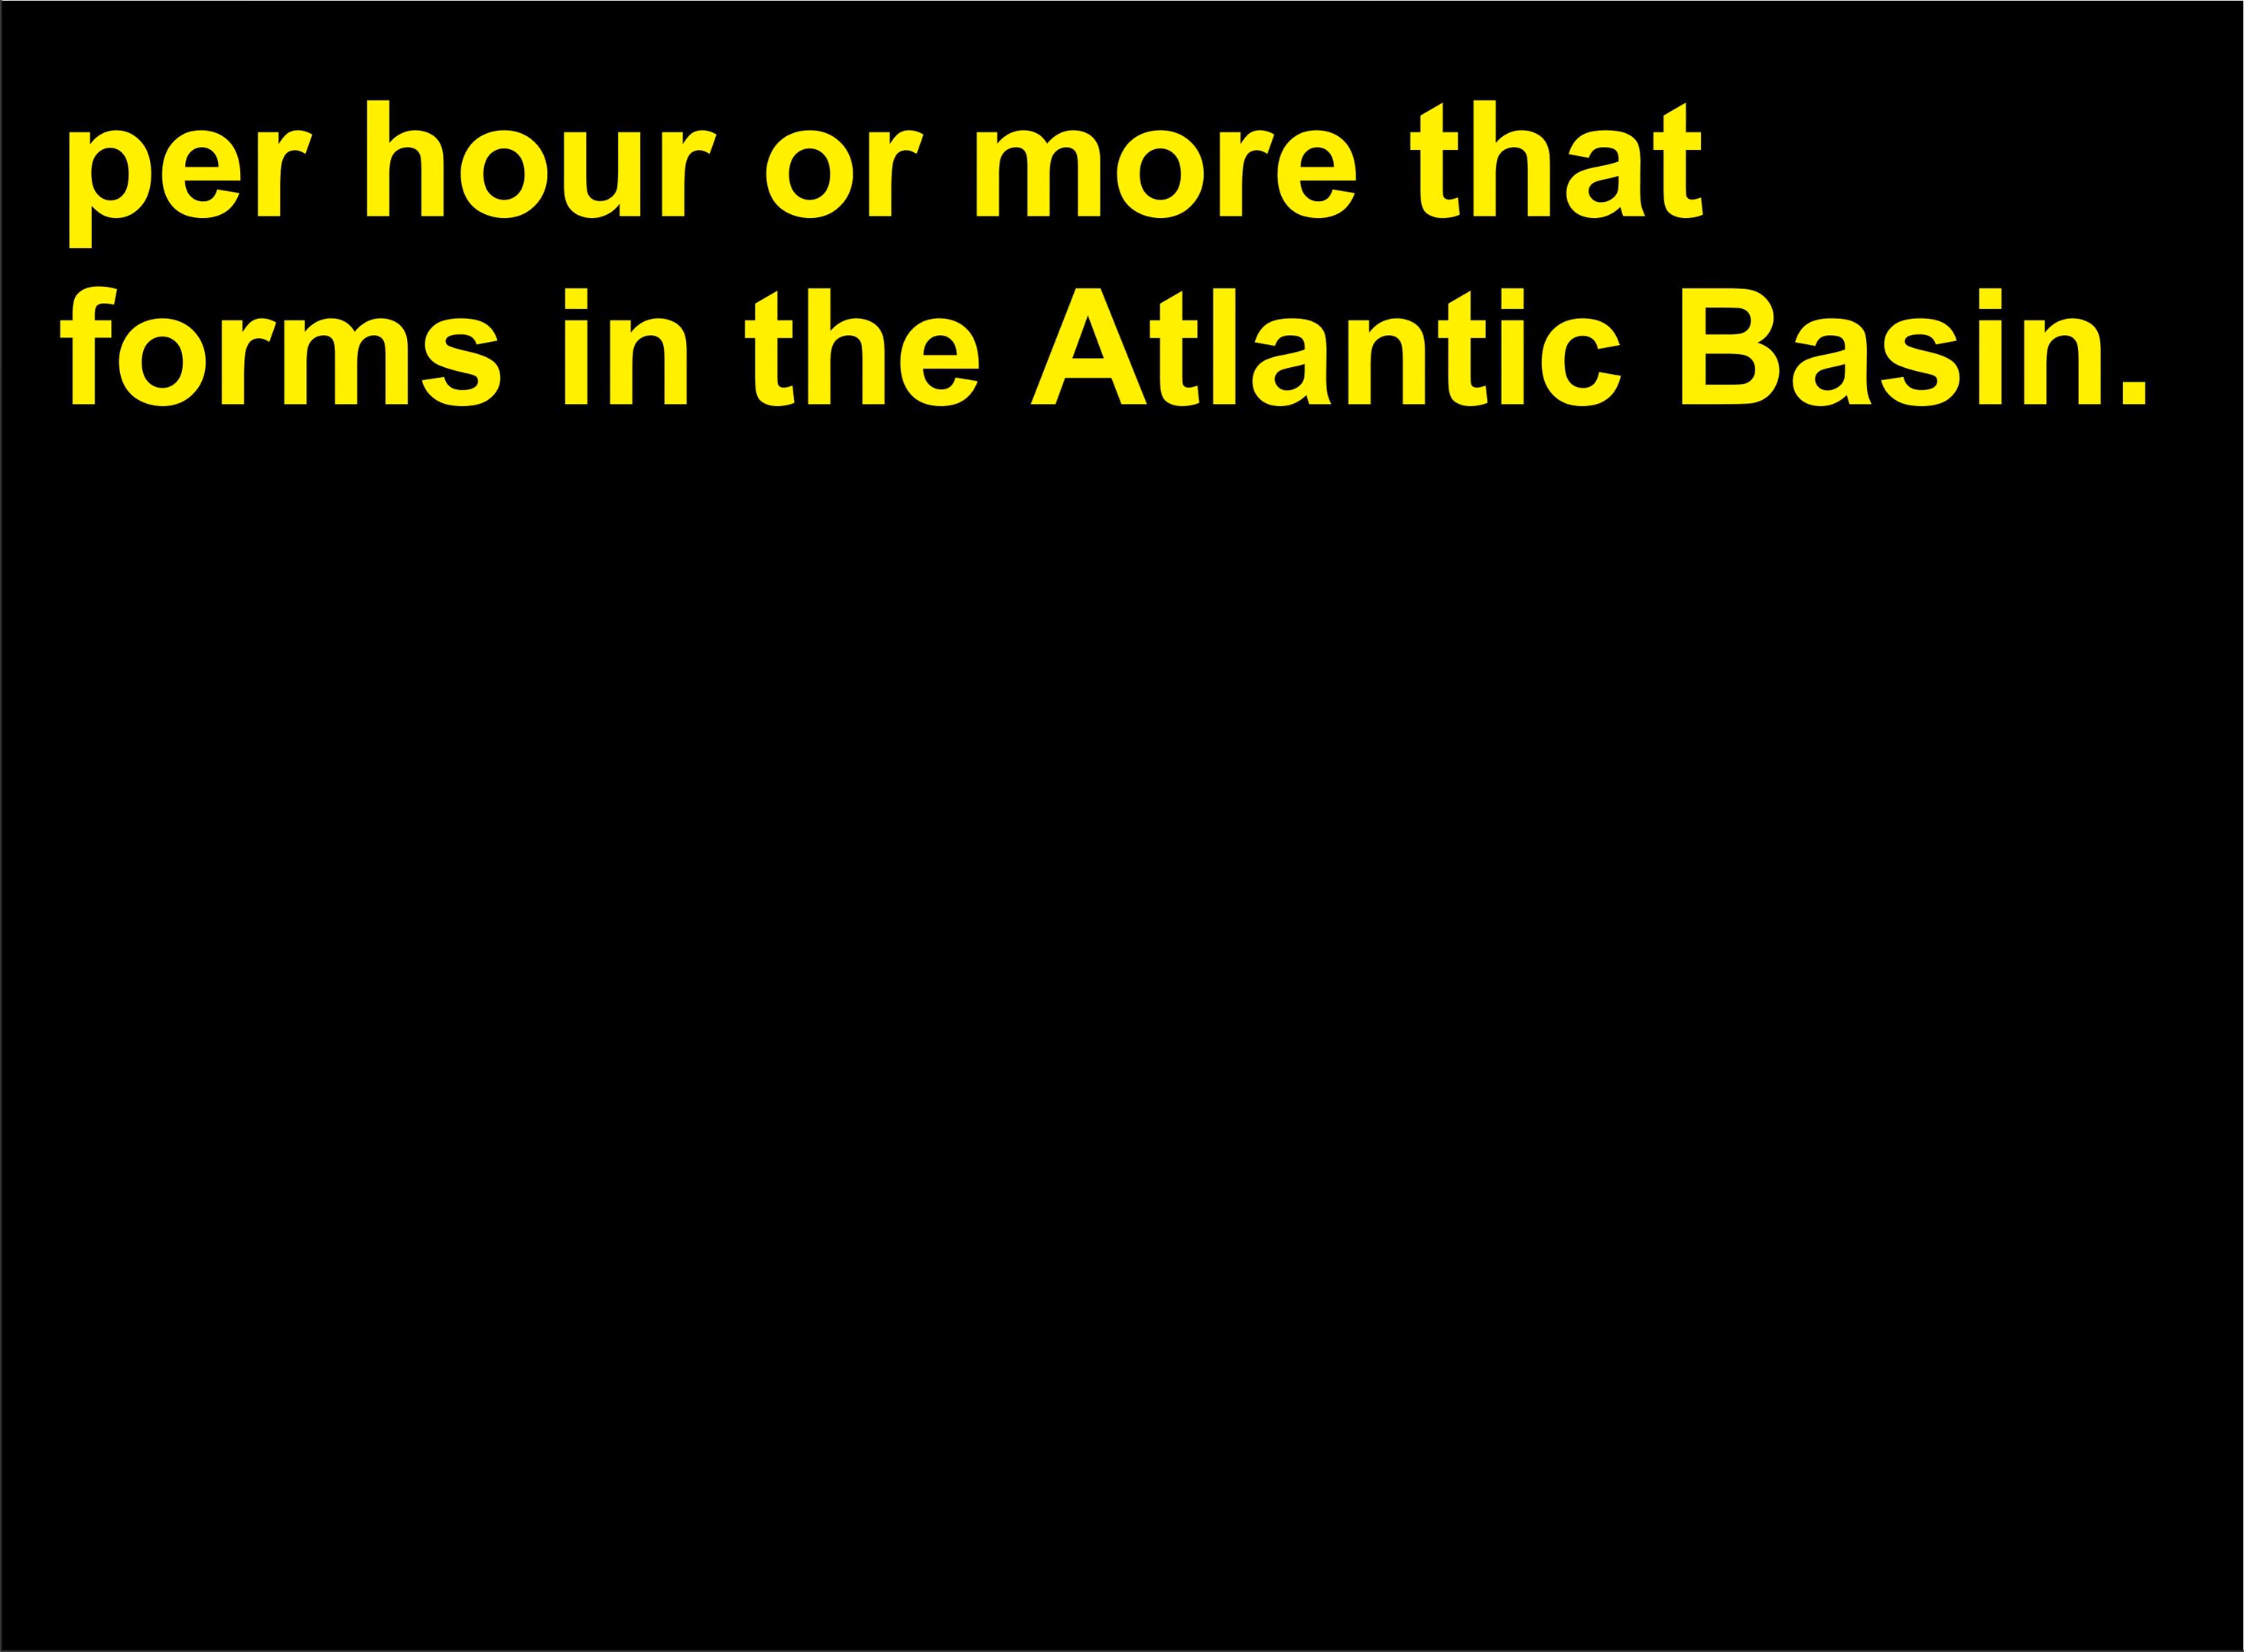 per hour or more that
forms in the Atlantic Basin.